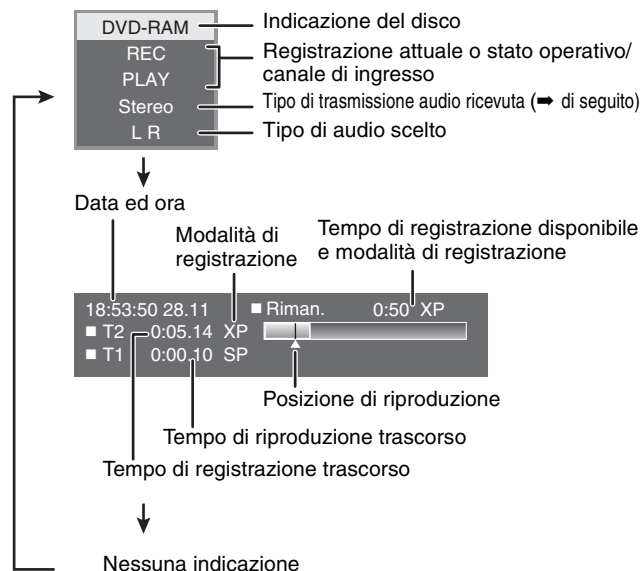 DVD-RAM
Indicazione del disco
REC
PLAY
Registrazione attuale o stato operativo/
canale di ingresso
Stereo
Tipo di trasmissione audio ricevuta (➡ di seguito)
L R
Tipo di audio scelto
Data ed ora
Modalità di
registrazione
Tempo di registrazione disponibile
e modalità di registrazione
18:53:50 28.11 ■ Riman. 0:50 XP
■ T2 0:05.14 XP
■ T1 0:00.10 SP
Posizione di riproduzione
Tempo di riproduzione trascorso
Tempo di registrazione trascorso
Nessuna indicazione